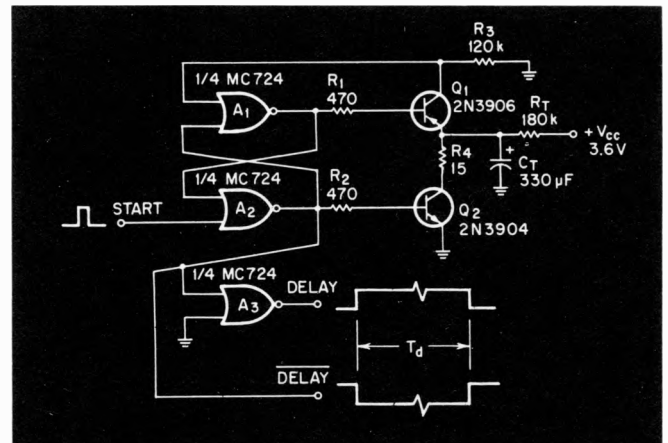 R3
120k
1/4 MC724
R1
470
A1
Q1
2N3906
RT
180k
+Vcc
3.6V
R4
15
+
CT
330µF
1/4 MC724
R2
470
START
A2
Q2
2N3904
1/4 MC724
A3
DELAY
Td
DELAY